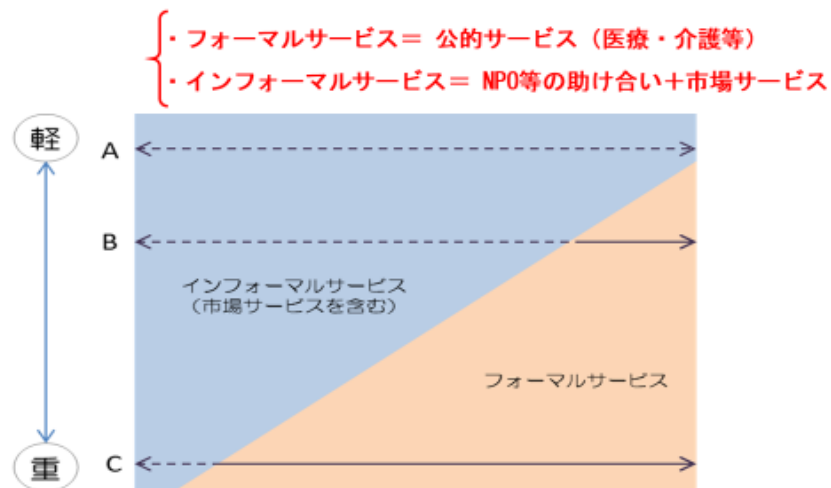 ・フォーマルサービス＝ 公的サービス（医療・介護等）
・インフォーマルサービス＝ NPO等の助け合い＋市場サービス
軽
A
B
インフォーマルサービス
（市場サービスを含む）
フォーマルサービス
C
重